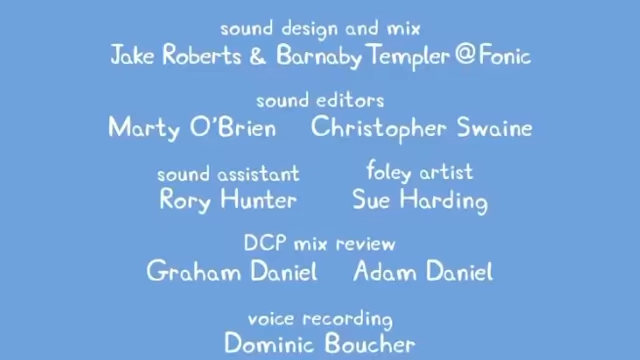 sound design and mix
Jake Roberts & Barnaby Templer @ Fonic
sound editors
Marty O'Brien Christopher Swaine
sound assistant foley artist
Rory Hunter Sue Harding
DCP mix review
Graham Daniel Adam Daniel
voice recording
Dominic Boucher